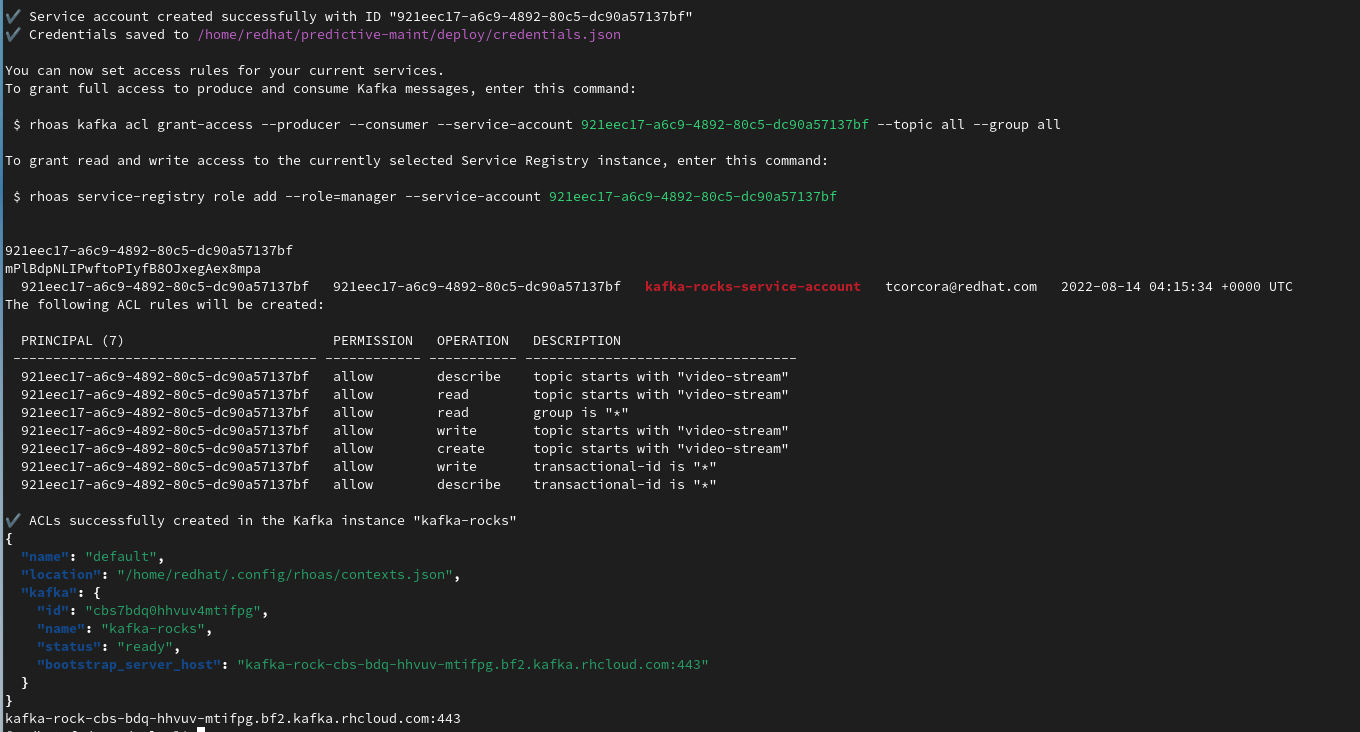 ✔ Service account created successfully with ID "921eec17-a6c9-4892-80c5-dc90a57137bf"
✔ Credentials saved to /home/redhat/predictive-maint/deploy/credentials.json
You can now set access rules for your current services.
To grant full access to produce and consume Kafka messages, enter this command:
$ rhoas kafka acl grant-access --producer --consumer --service-account 921eec17-a6c9-4892-80c5-dc90a57137bf --topic all --group all
To grant read and write access to the currently selected Service Registry instance, enter this command:
$ rhoas service-registry role add --role=manager --service-account 921eec17-a6c9-4892-80c5-dc90a57137bf
921eec17-a6c9-4892-80c5-dc90a57137bf
mPlBdpNLIPwftoPIyfB8OJxegAex8mpa
921eec17-a6c9-4892-80c5-dc90a57137bf 921eec17-a6c9-4892-80c5-dc90a57137bf kafka-rocks-service-account tcorcora@redhat.com 2022-08-14 04:15:34 +0000 UTC
The following ACL rules will be created:
PRINCIPAL (7) PERMISSION OPERATION DESCRIPTION
-------------------------------------- ------------ ----------- ----------------------------------
921eec17-a6c9-4892-80c5-dc90a57137bf allow describe topic starts with "video-stream"
921eec17-a6c9-4892-80c5-dc90a57137bf allow read topic starts with "video-stream"
921eec17-a6c9-4892-80c5-dc90a57137bf allow read group is "*"
921eec17-a6c9-4892-80c5-dc90a57137bf allow write topic starts with "video-stream"
921eec17-a6c9-4892-80c5-dc90a57137bf allow create topic starts with "video-stream"
921eec17-a6c9-4892-80c5-dc90a57137bf allow write transactional-id is "*"
921eec17-a6c9-4892-80c5-dc90a57137bf allow describe transactional-id is "*"
✔ ACLs successfully created in the Kafka instance "kafka-rocks"
{
"name": "default",
"location": "/home/redhat/.config/rhoas/contexts.json",
"kafka": {
"id": "cbs7bdq0hhvuv4mtifpg",
"name": "kafka-rocks",
"status": "ready",
"bootstrap_server_host": "kafka-rock-cbs-bdq-hhvuv-mtifpg.bf2.kafka.rhcloud.com:443"
}
}
kafka-rock-cbs-bdq-hhvuv-mtifpg.bf2.kafka.rhcloud.com:443